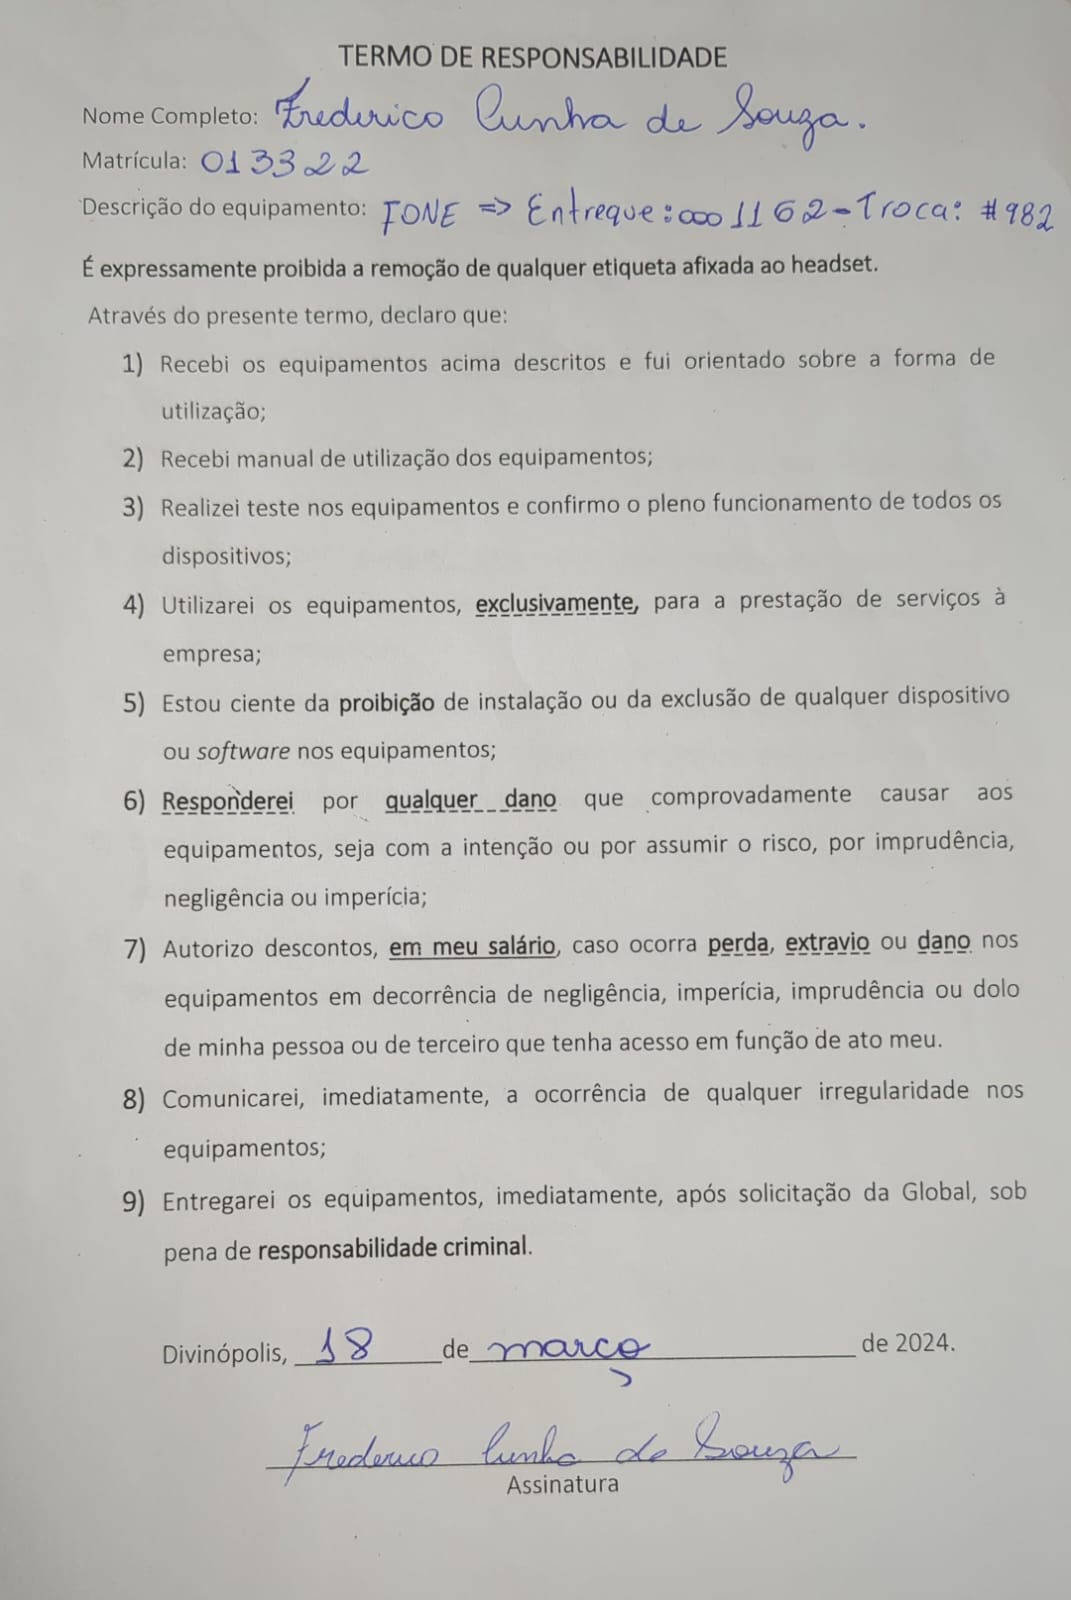 TERMO DE RESPONSABILIDADE
Nome Completo: Frederico Cunha de Souza.
Matrícula: 013322
Descrição do equipamento: FONE => Entregue: 0001162 - Troca: #982
É expressamente proibida a remoção de qualquer etiqueta afixada ao headset.
Através do presente termo, declaro que:
1) Recebi os equipamentos acima descritos e fui orientado sobre a forma de
utilização;
2) Recebi manual de utilização dos equipamentos;
3) Realizei teste nos equipamentos e confirmo o pleno funcionamento de todos os
dispositivos;
4) Utilizarei os equipamentos, exclusivamente, para a prestação de serviços à
empresa;
5) Estou ciente da proibição de instalação ou da exclusão de qualquer dispositivo
ou software nos equipamentos;
6) Responderei por qualquer dano que comprovadamente causar aos
equipamentos, seja com a intenção ou por assumir o risco, por imprudência,
negligência ou imperícia;
7) Autorizo descontos, em meu salário, caso ocorra perda, extravio ou dano nos
equipamentos em decorrência de negligência, imperícia, imprudência ou dolo
de minha pessoa ou de terceiro que tenha acesso em função de ato meu.
8) Comunicarei, imediatamente, a ocorrência de qualquer irregularidade nos
equipamentos;
9) Entregarei os equipamentos, imediatamente, após solicitação da Global, sob
pena de responsabilidade criminal.
Divinópolis, 18 de março de 2024.
Frederico Cunha de Souza
Assinatura